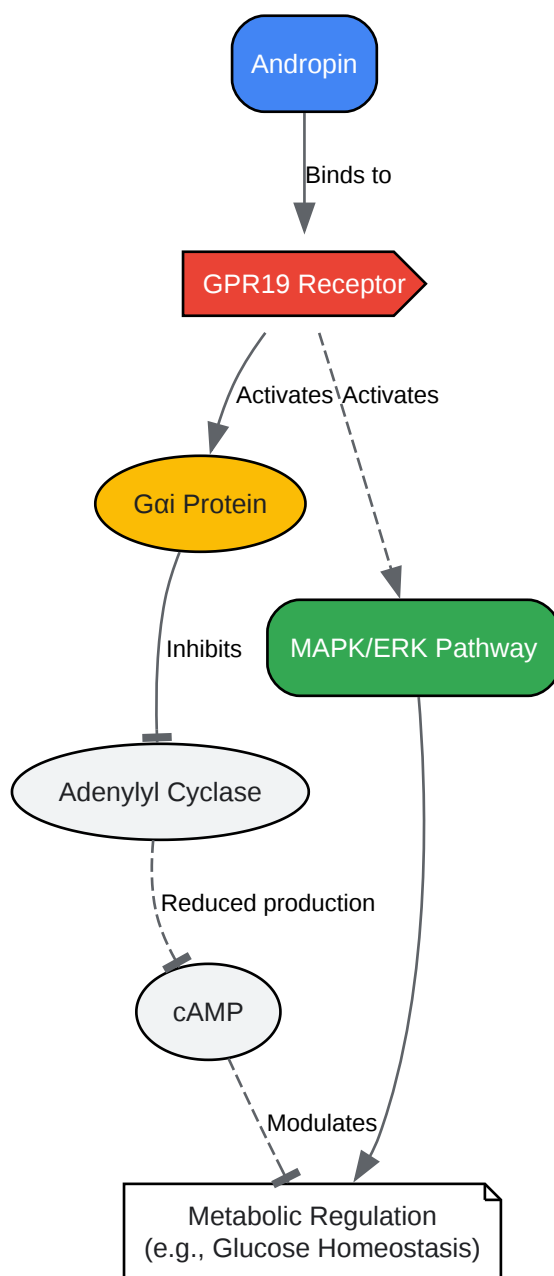 Andropin
Binds to
GPR19 Receptor
Activates
Activates
Gαi Protein
Inhibits
MAPK/ERK Pathway
Adenylyl Cyclase
Reduced production
cAMP
Modulates
Metabolic Regulation
(e.g., Glucose Homeostasis)